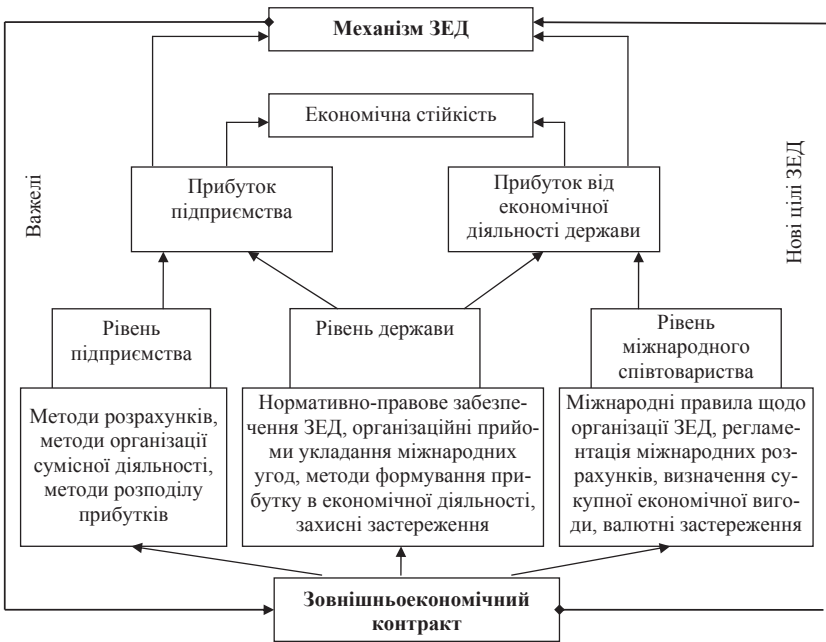 Механізм ЗЕД
Економічна стійкість
Важелі
Прибуток
підприємства
Прибуток від
економічної
діяльності держави
Нові цілі ЗЕД
Рівень
підприємства
Рівень держави
Рівень
міжнародного
співтовариства
Методи розрахунків,
методи організації
сумісної діяльності,
методи розподілу
прибутків
Нормативно-правове забезпе-
чення ЗЕД, організаційні прийо-
ми укладання міжнародних
угод, методи формування при-
бутку в економічної діяльності,
захисні застереження
Міжнародні правила щодо
організації ЗЕД, регламе-
нтація міжнародних роз-
рахунків, визначення су-
купної економічної виго-
ди, валютні застереження
Зовнішньоекономічний
контракт